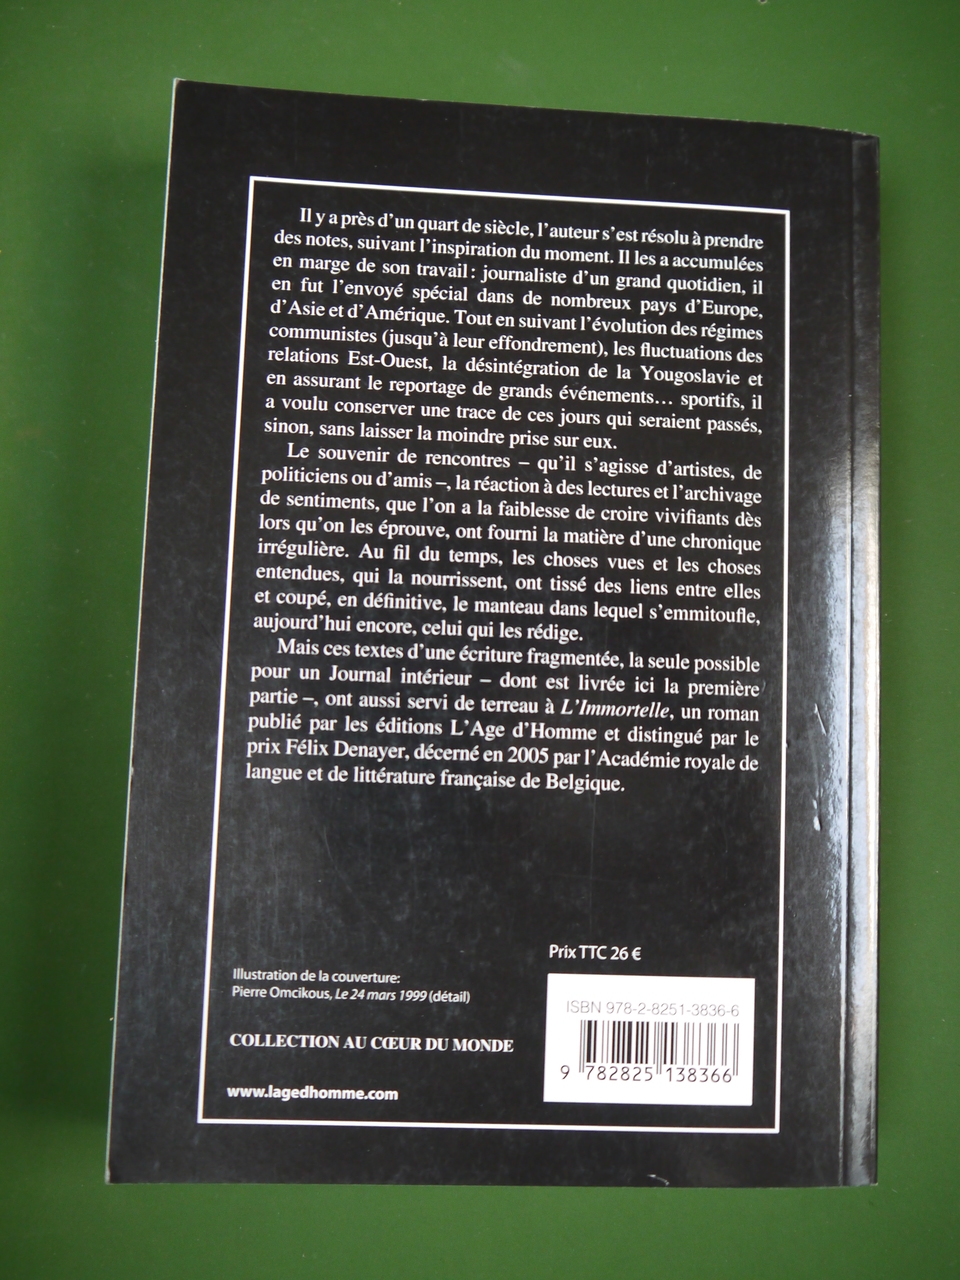 Il y a près d'un quart de siècle, l'auteur s'est résolu à prendre
des notes, suivant l'inspiration du moment. Il les a accumulées
en marge de son travail : journaliste d'un grand quotidien, il
en fut l'envoyé spécial dans de nombreux pays d'Europe,
d'Asie et d'Amérique. Tout en suivant l'évolution des régimes
communistes (jusqu'à leur effondrement), les fluctuations des
relations Est-Ouest, la désintégration de la Yougoslavie et
en assurant le reportage de grands événements… sportifs, il
a voulu conserver une trace de ces jours qui seraient passés,
sinon, sans laisser la moindre prise sur eux.
Le souvenir de rencontres – qu'il s'agisse d'artistes, de
politiciens ou d'amis –, la réaction à des lectures et l'archivage
de sentiments, que l'on a la faiblesse de croire vivifiants dès
lors qu'on les éprouve, ont fourni la matière d'une chronique
irrégulière. Au fil du temps, les choses vues et les choses
entendues, qui la nourrissent, ont tissé des liens entre elles
et coupé, en définitive, le manteau dans lequel s'emmitoufle,
aujourd'hui encore, celui qui les rédige.
Mais ces textes d'une écriture fragmentée, la seule possible
pour un Journal intérieur – dont est livrée ici la première
partie –, ont aussi servi de terreau à L'Immortelle, un roman
publié par les éditions L'Age d'Homme et distingué par le
prix Félix Denayer, décerné en 2005 par l'Académie royale de
langue et de littérature française de Belgique.
Prix TTC 26 €
Illustration de la couverture:
Pierre Omcikous, Le 24 mars 1999 (détail)
COLLECTION AU CŒUR DU MONDE
www.lagedhomme.com
ISBN 978-2-8251-3836-6
9 782825 138366